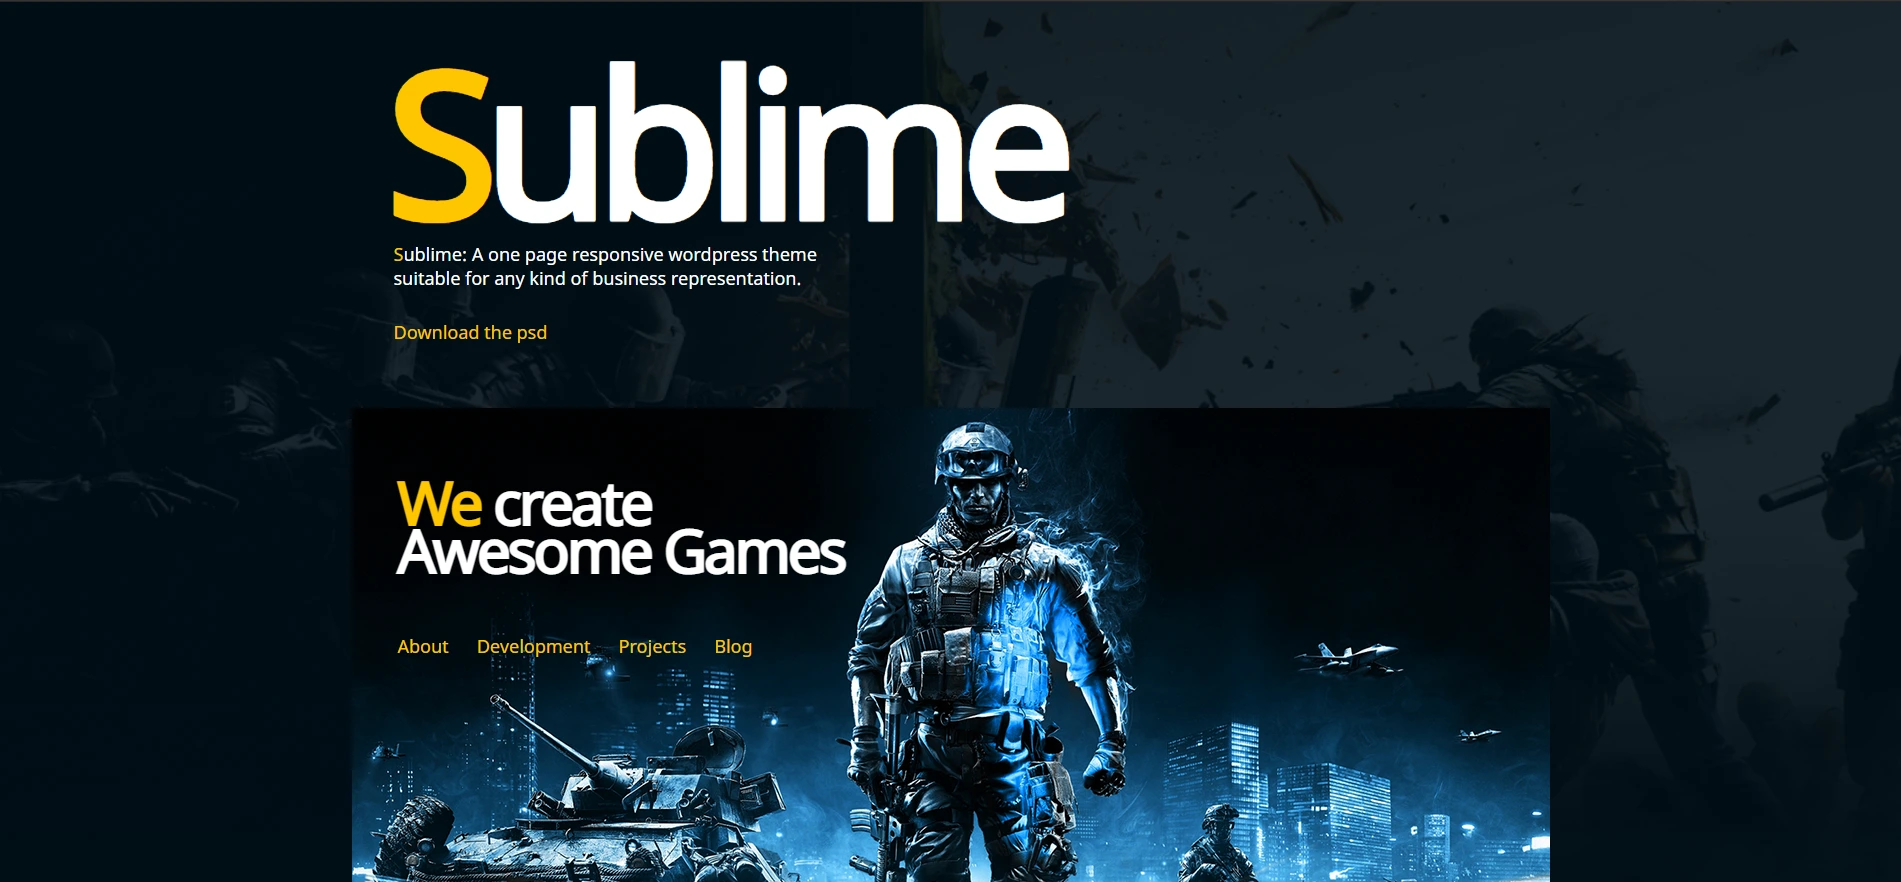 Sublime
Sublime: A one page responsive wordpress theme
suitable for any kind of business representation.
Download the psd
We create
Awesome Games
About Development Projects Blog